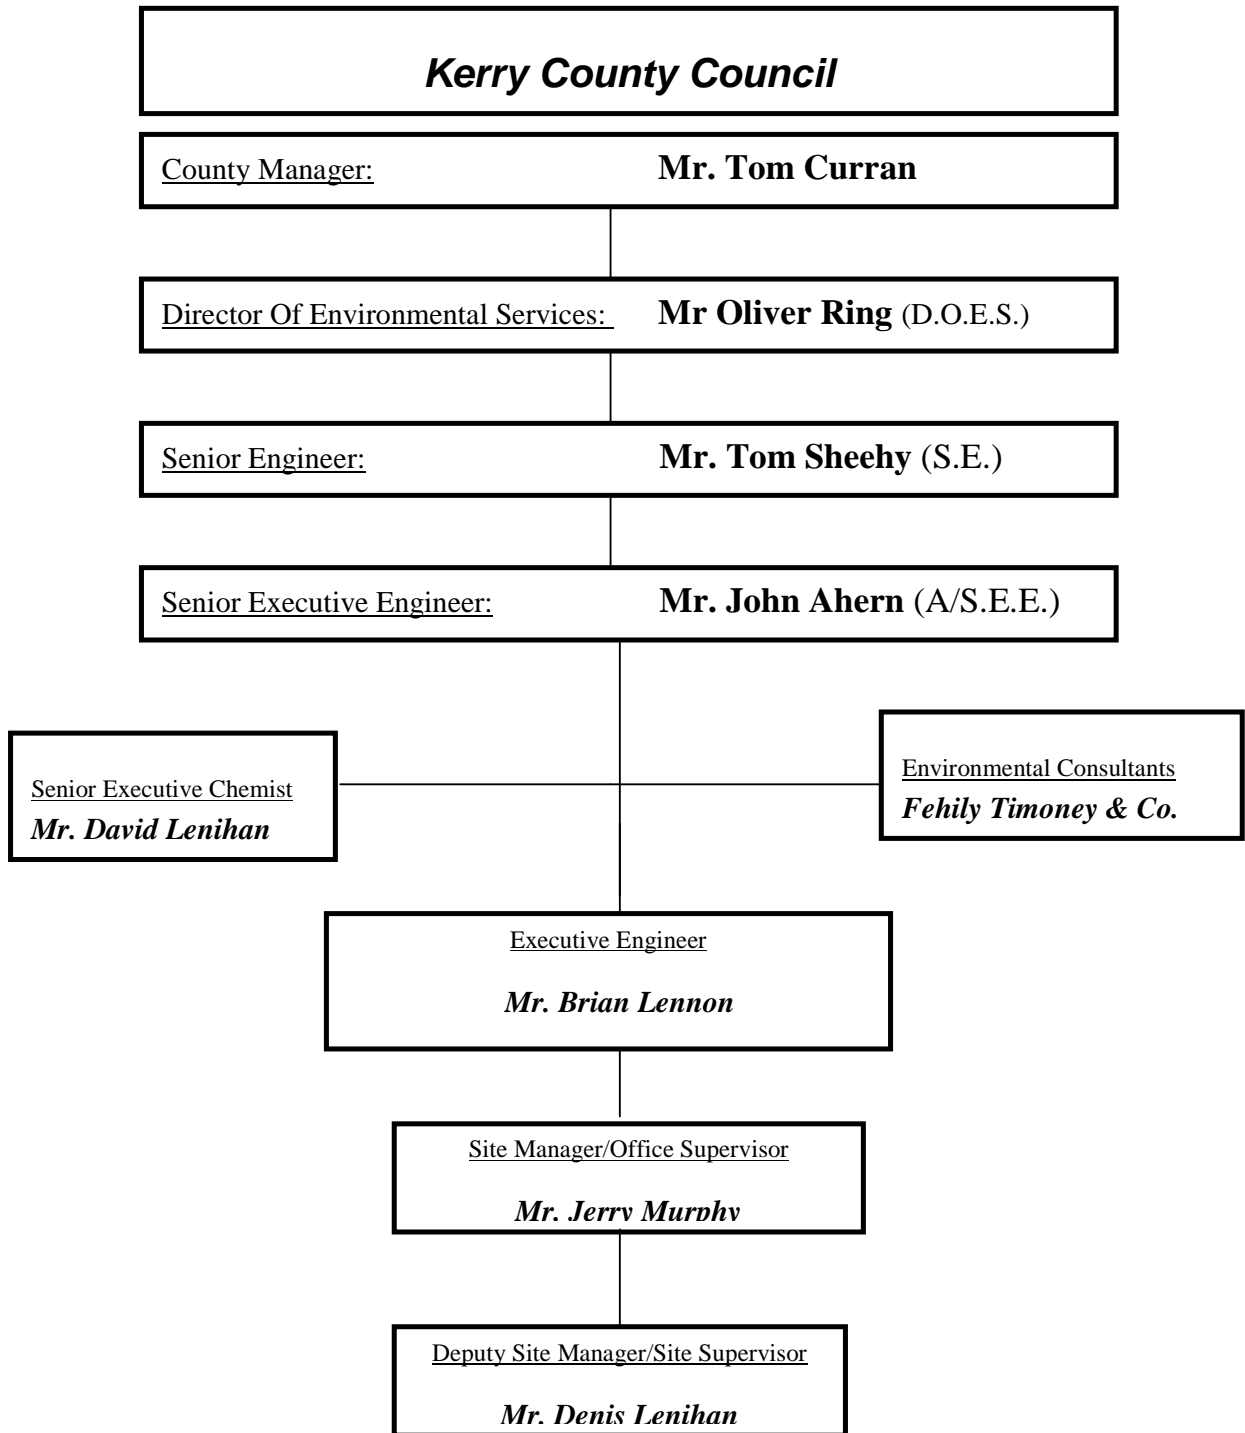 Kerry County Council
County Manager: Mr. Tom Curran
Director Of Environmental Services: Mr Oliver Ring (D.O.E.S.)
Senior Engineer: Mr. Tom Sheehy (S.E.)
Senior Executive Engineer: Mr. John Ahern (A/S.E.E.)
Senior Executive Chemist
Mr. David Lenihan
Environmental Consultants
Fehily Timoney & Co.
Executive Engineer
Mr. Brian Lennon
Site Manager/Office Supervisor
Mr. Jerry Murphy
Deputy Site Manager/Site Supervisor
Mr. Denis Lenihan